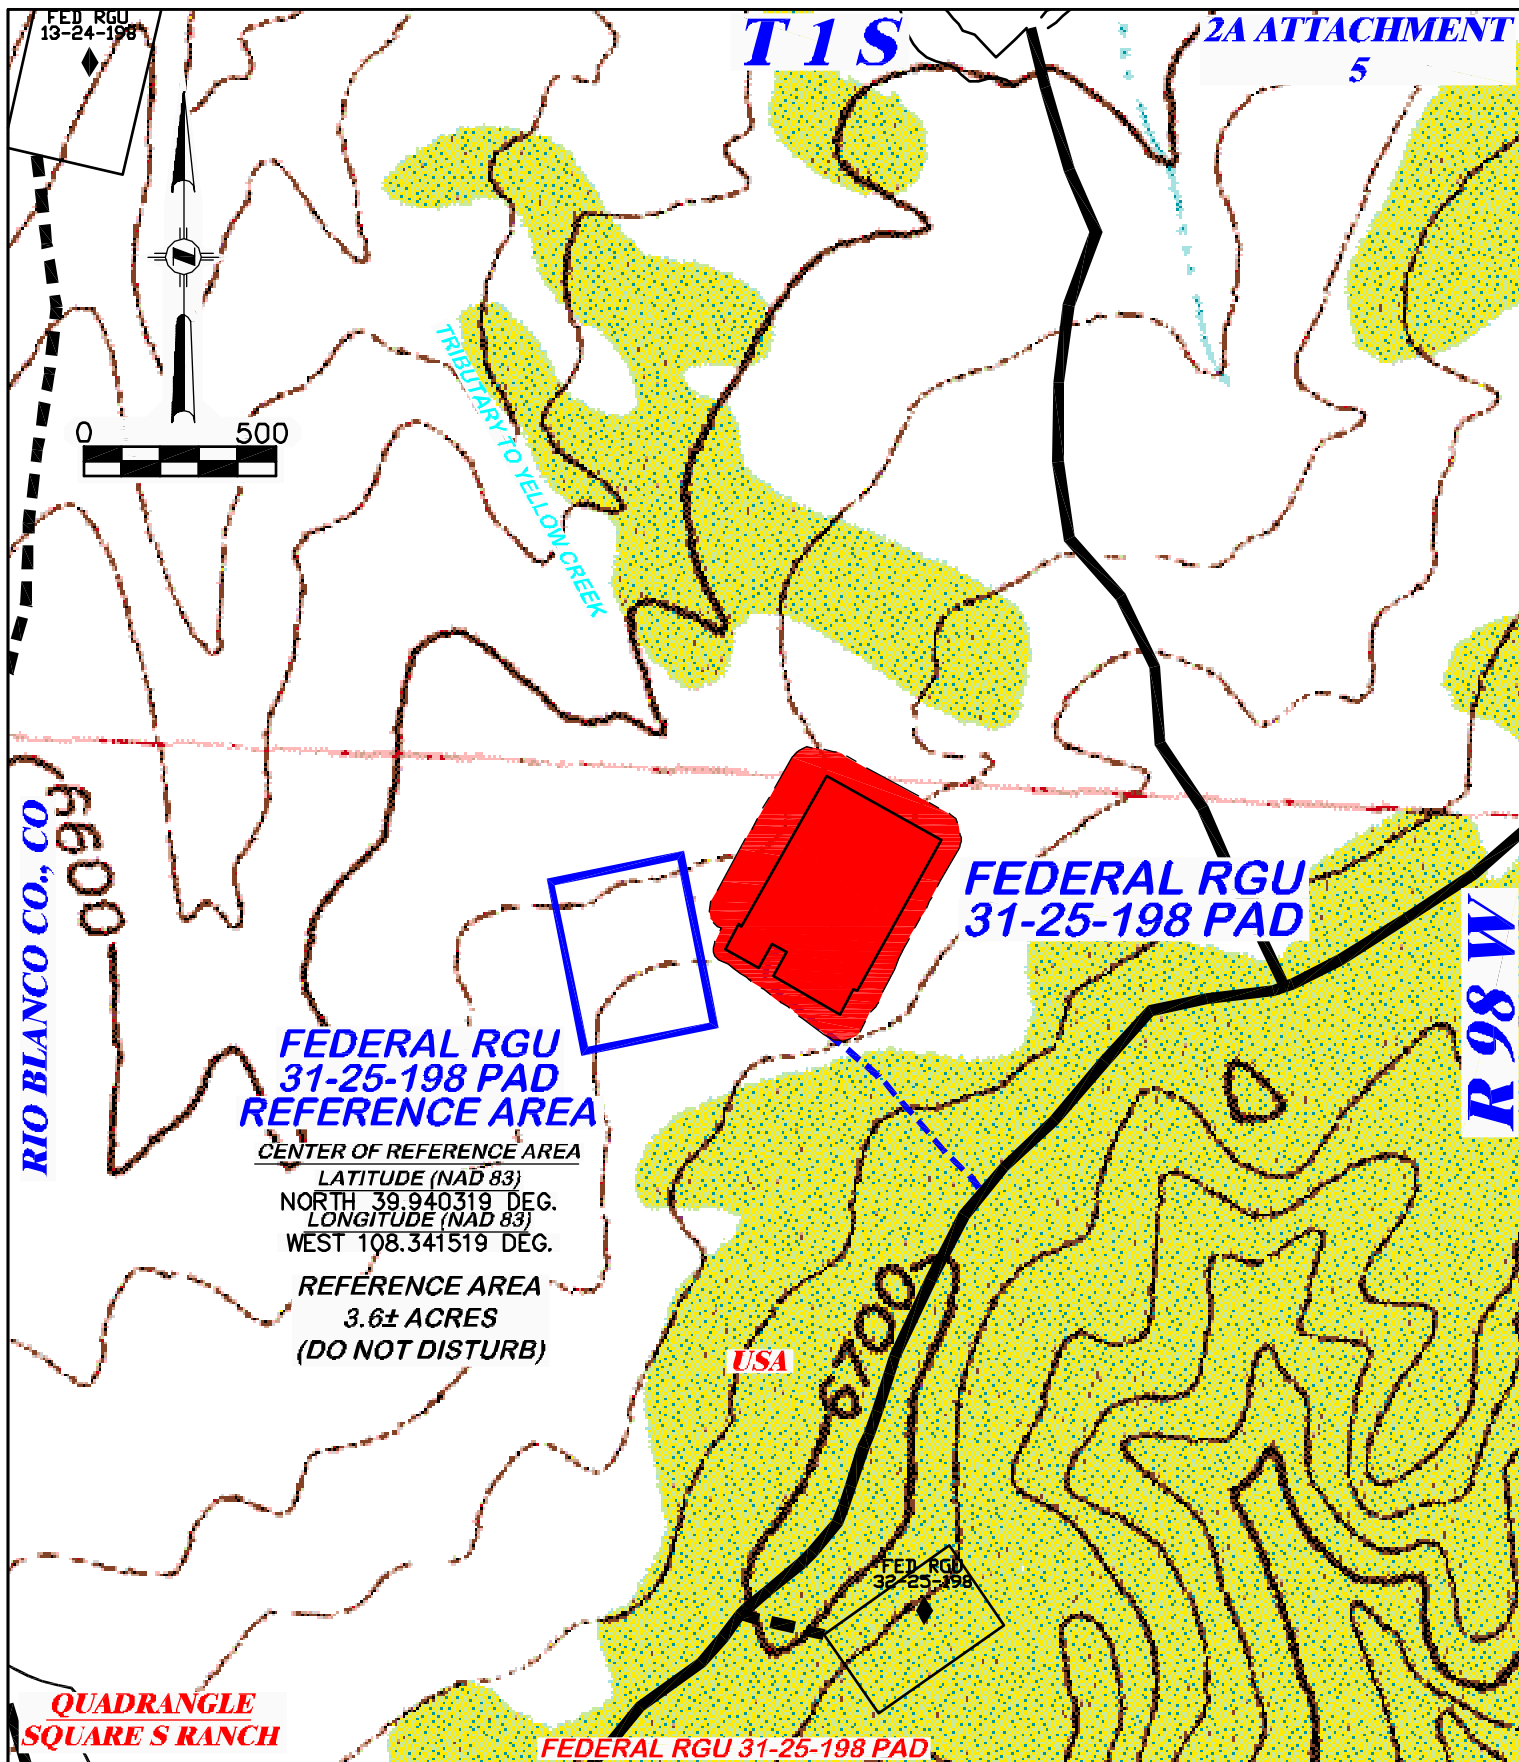 FED RGU
13-24-198
T 1 S
2A ATTACHMENT
5
0 500
TRIBUTARY TO YELLOW CREEK
RIO BLANCO CO., CO
6600
FEDERAL RGU
31-25-198 PAD
R 98 W
FEDERAL RGU
31-25-198 PAD
REFERENCE AREA
CENTER OF REFERENCE AREA
LATITUDE (NAD 83)
NORTH 39.940319 DEG.
LONGITUDE (NAD 83)
WEST 108.341519 DEG.
REFERENCE AREA
3.6± ACRES
(DO NOT DISTURB)
6700
USA
FED RGU
32-25-198
QUADRANGLE
SQUARE S RANCH
FEDERAL RGU 31-25-198 PAD